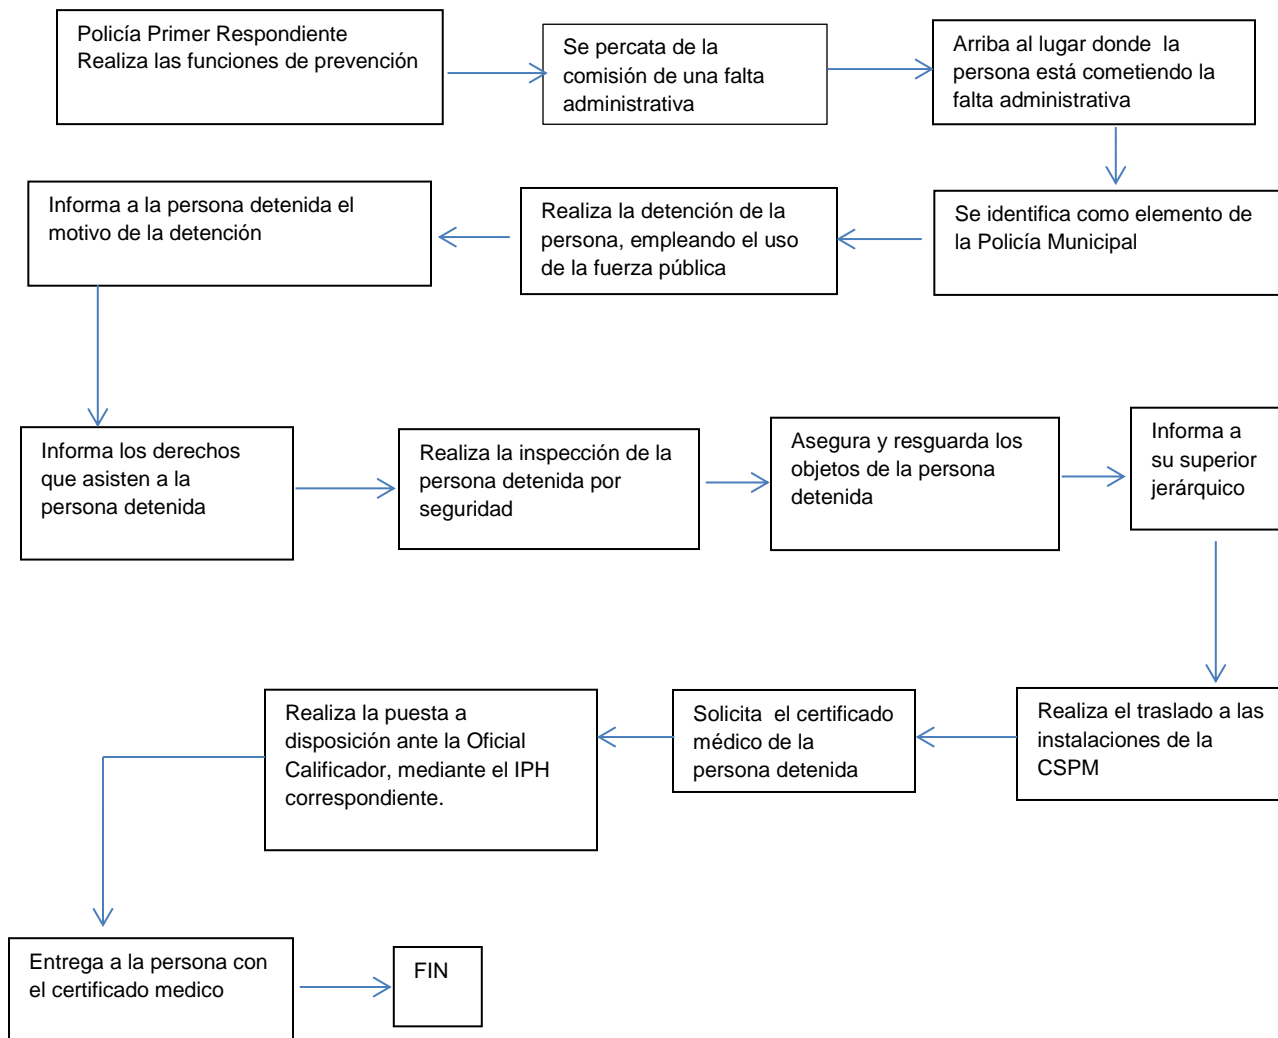 Policía Primer Respondiente
Realiza las funciones de prevención
Se percata de la
comisión de una falta
administrativa
Arriba al lugar donde  la
persona está cometiendo la
falta administrativa
Se identifica como elemento de
la Policía Municipal
Realiza la detención de la
persona, empleando el uso
de la fuerza pública
Informa a la persona detenida el
motivo de la detención
Informa los derechos
que asisten a la
persona detenida
Realiza la inspección de la
persona detenida por
seguridad
Asegura y resguarda los
objetos de la persona
detenida
Informa a
su superior
jerárquico
Realiza el traslado a las
instalaciones de la
CSPM
Solicita  el certificado
médico de la
persona detenida
Realiza la puesta a
disposición ante la Oficial
Calificador, mediante el IPH
correspondiente.
Entrega a la persona con
el certificado medico
FIN